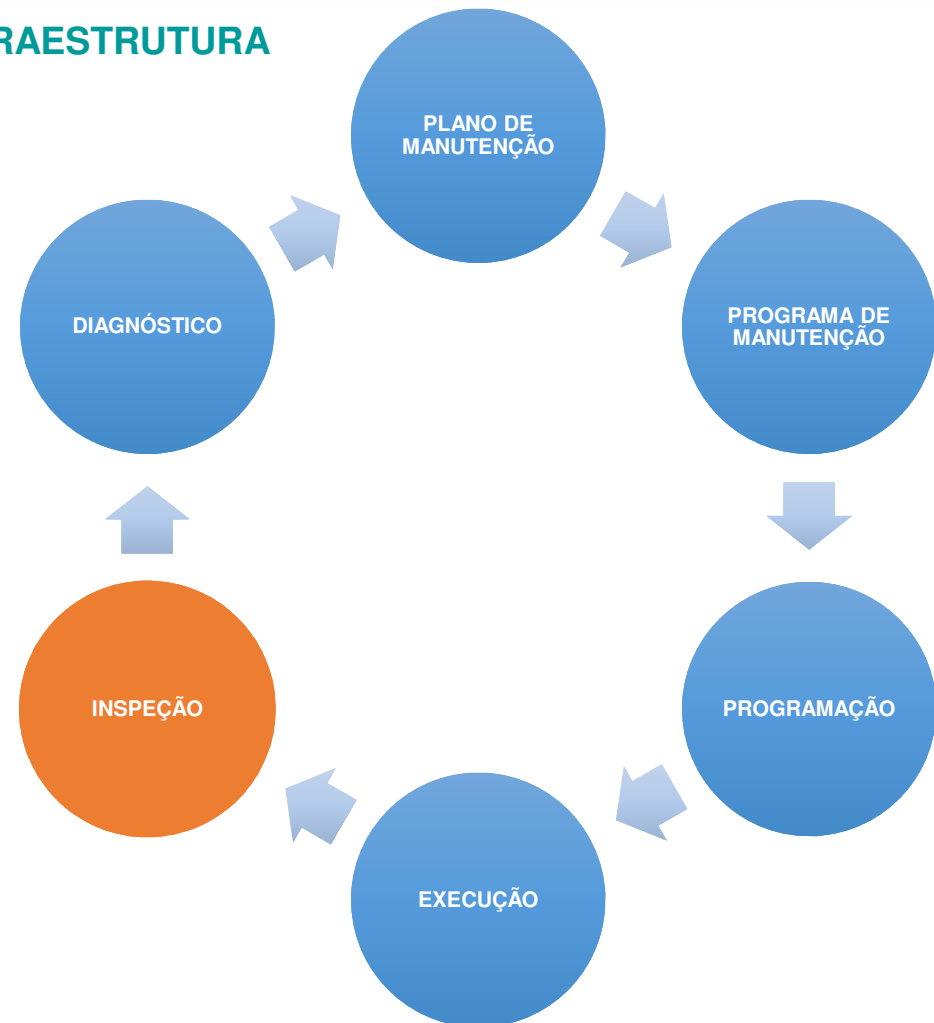 RAESTRUTURA
PLANO DE
MANUTENÇÃO
PROGRAMA DE
MANUTENÇÃO
DIAGNÓSTICO
INSPEÇÃO
PROGRAMAÇÃO
EXECUÇÃO